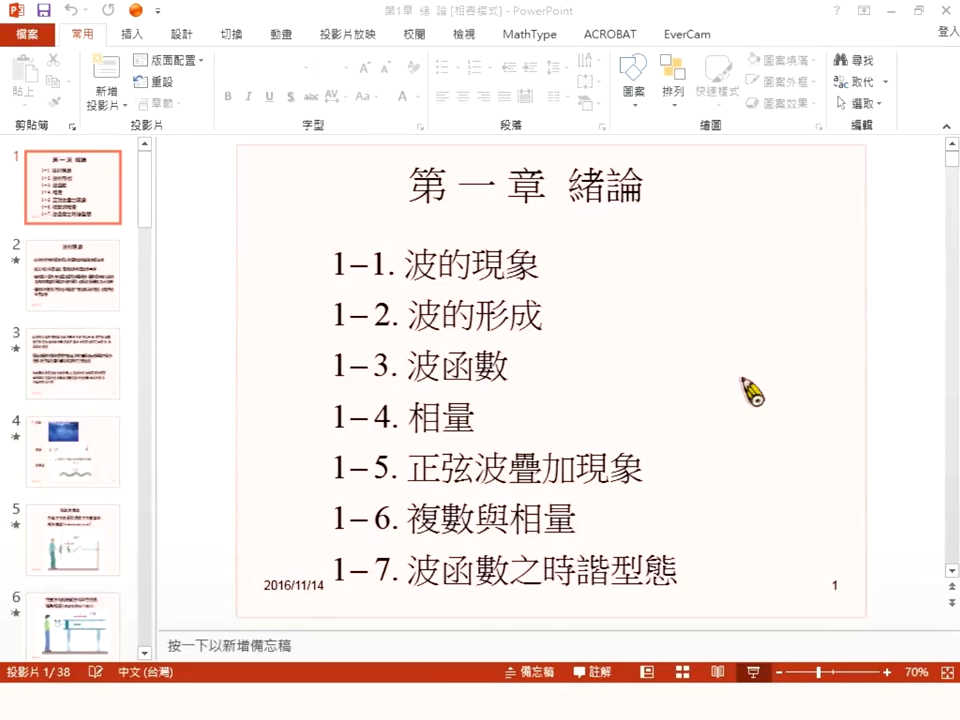 第1章 緒 論 [相容模式] - PowerPoint
檔案 常用 插入 設計 切換 動畫 投影片放映 校閱 檢視 MathType ACROBAT EverCam 登入
貼上
新增
投影片
版面配置
重設
章節
B I U S abc AV Aa A
圖案
排列
快速樣式
圖案填滿
圖案外框
圖案效果
尋找
取代
選取
剪貼簿 投影片 字型 段落 繪圖 編輯
1
2
3
4
5
6
第 一 章 緒論
1–1. 波的現象
1–2. 波的形成
1–3. 波函數
1–4. 相量
1–5. 正弦波疊加現象
1–6. 複數與相量
1–7. 波函數之時諧型態
2016/11/14
1
按一下以新增備忘稿
投影片 1/38 中文 (台灣) 備忘稿 註解 70%